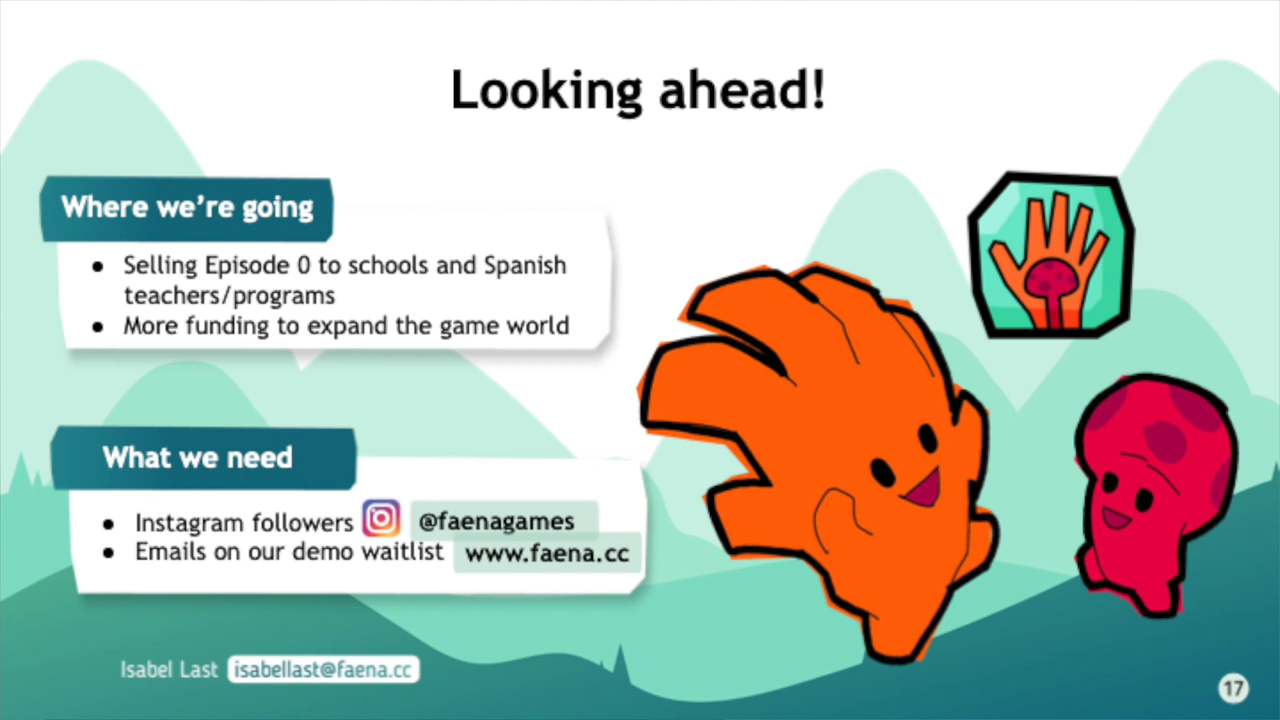 Looking ahead!
Where we're going
● Selling Episode 0 to schools and Spanish
teachers/programs
● More funding to expand the game world
What we need
● Instagram followers @faenagames
● Emails on our demo waitlist www.faena.cc
Isabel Last isabellast@faena.cc
17